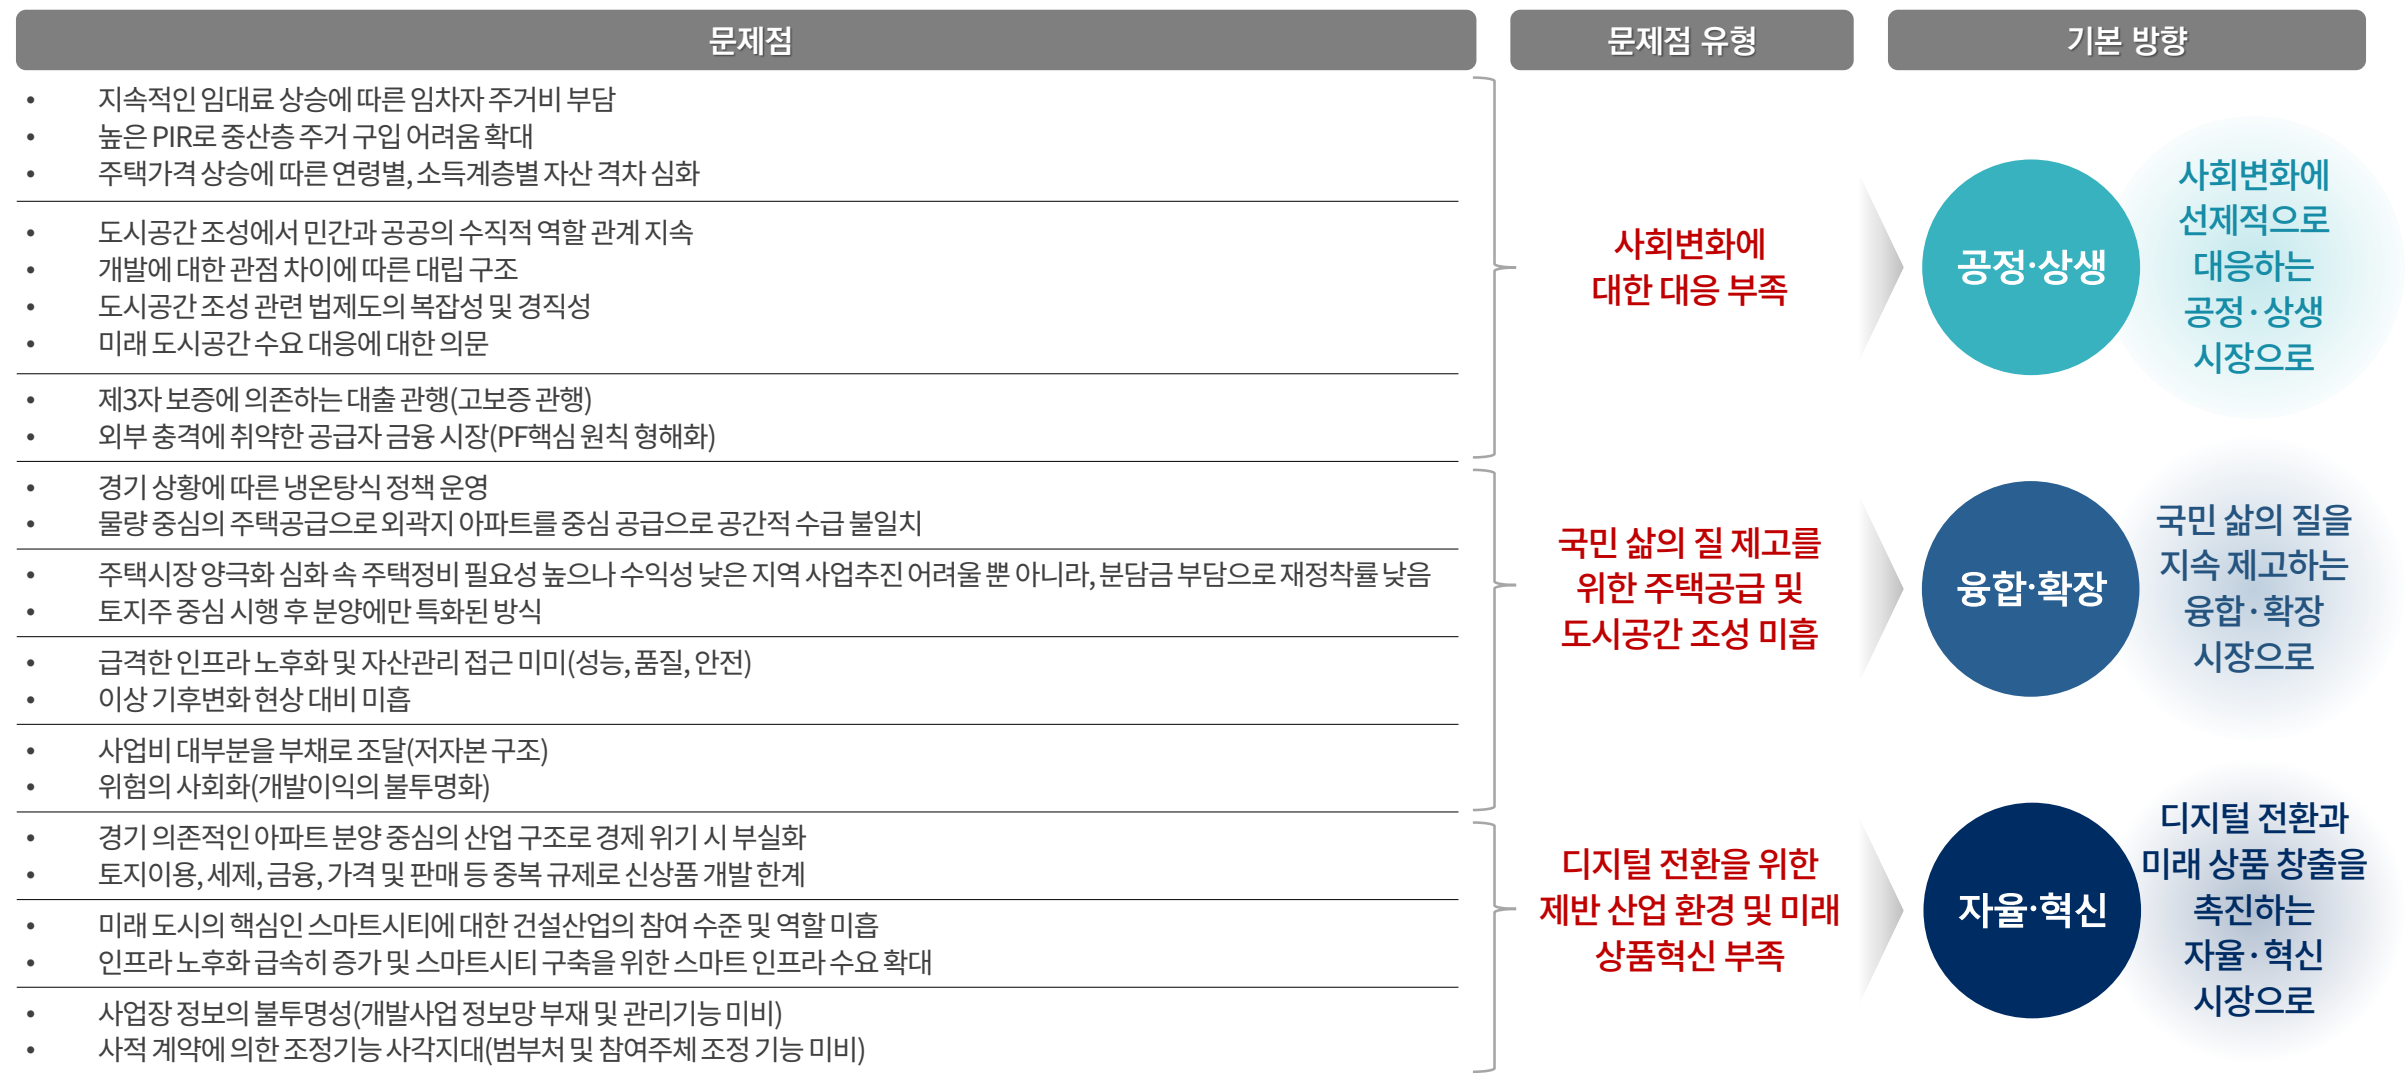 문제점
문제점 유형
기본 방향
• 지속적인 임대료 상승에 따른 임차자 주거비 부담
• 높은 PIR로 중산층 주거 구입 어려움 확대
• 주택가격 상승에 따른 연령별, 소득계층별 자산 격차 심화
• 도시공간 조성에서 민간과 공공의 수직적 역할 관계 지속
• 개발에 대한 관점 차이에 따른 대립 구조
• 도시공간 조성 관련 법제도의 복잡성 및 경직성
• 미래 도시공간 수요 대응에 대한 의문
• 제3자 보증에 의존하는 대출 관행(고보증 관행)
• 외부 충격에 취약한 공급자 금융 시장(PF핵심 원칙 형해화)
사회변화에
대한 대응 부족
공정·상생
사회변화에
선제적으로
대응하는
공정·상생
시장으로
• 경기 상황에 따른 냉온탕식 정책 운영
• 물량 중심의 주택공급으로 외곽지 아파트를 중심 공급으로 공간적 수급 불일치
• 주택시장 양극화 심화 속 주택정비 필요성 높으나 수익성 낮은 지역 사업추진 어려울 뿐 아니라, 분담금 부담으로 재정착률 낮음
• 토지주 중심 시행 후 분양에만 특화된 방식
• 급격한 인프라 노후화 및 자산관리 접근 미미(성능, 품질, 안전)
• 이상 기후변화 현상 대비 미흡
• 사업비 대부분을 부채로 조달(저자본 구조)
• 위험의 사회화(개발이익의 불투명화)
국민 삶의 질 제고를
위한 주택공급 및
도시공간 조성 미흡
융합·확장
국민 삶의 질을
지속 제고하는
융합·확장
시장으로
• 경기 의존적인 아파트 분양 중심의 산업 구조로 경제 위기 시 부실화
• 토지이용, 세제, 금융, 가격 및 판매 등 중복 규제로 신상품 개발 한계
• 미래 도시의 핵심인 스마트시티에 대한 건설산업의 참여 수준 및 역할 미흡
• 인프라 노후화 급속히 증가 및 스마트시티 구축을 위한 스마트 인프라 수요 확대
• 사업장 정보의 불투명성(개발사업 정보망 부재 및 관리기능 미비)
• 사적 계약에 의한 조정기능 사각지대(범부처 및 참여주체 조정 기능 미비)
디지털 전환을 위한
제반 산업 환경 및 미래
상품혁신 부족
자율·혁신
디지털 전환과
미래 상품 창출을
촉진하는
자율·혁신
시장으로